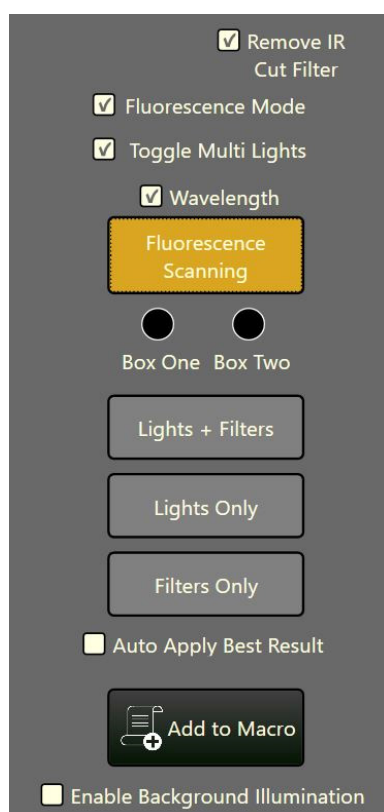 Remove IR
Cut Filter
Fluorescence Mode
Toggle Multi Lights
Wavelength
Fluorescence
Scanning
Box One Box Two
Lights + Filters
Lights Only
Filters Only
Auto Apply Best Result
Add to Macro
Enable Background Illumination